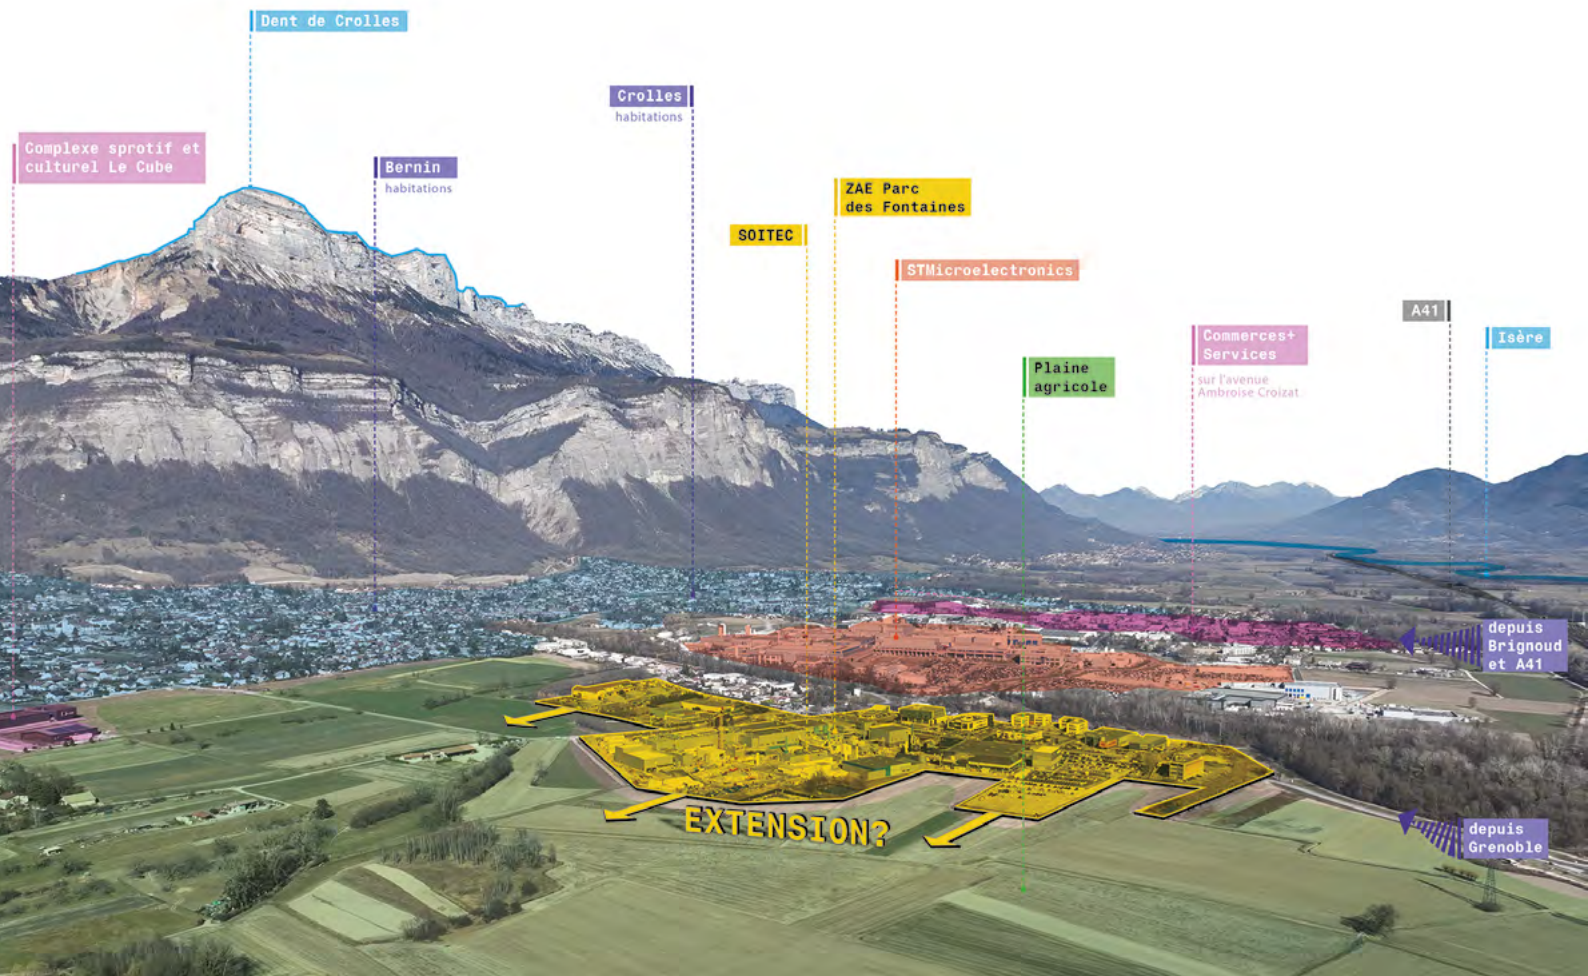 Dent de Crolles
Crolles
habitations
Complexe sprotif et
culturel Le Cube
Bernin
habitations
ZAE Parc
des Fontaines
SOITEC
STMicroelectronics
A41
Commerces+
Services
sur l'avenue
Ambroise Croizat
Isère
Plaine
agricole
depuis
Brignoud
et A41
EXTENSION?
depuis
Grenoble